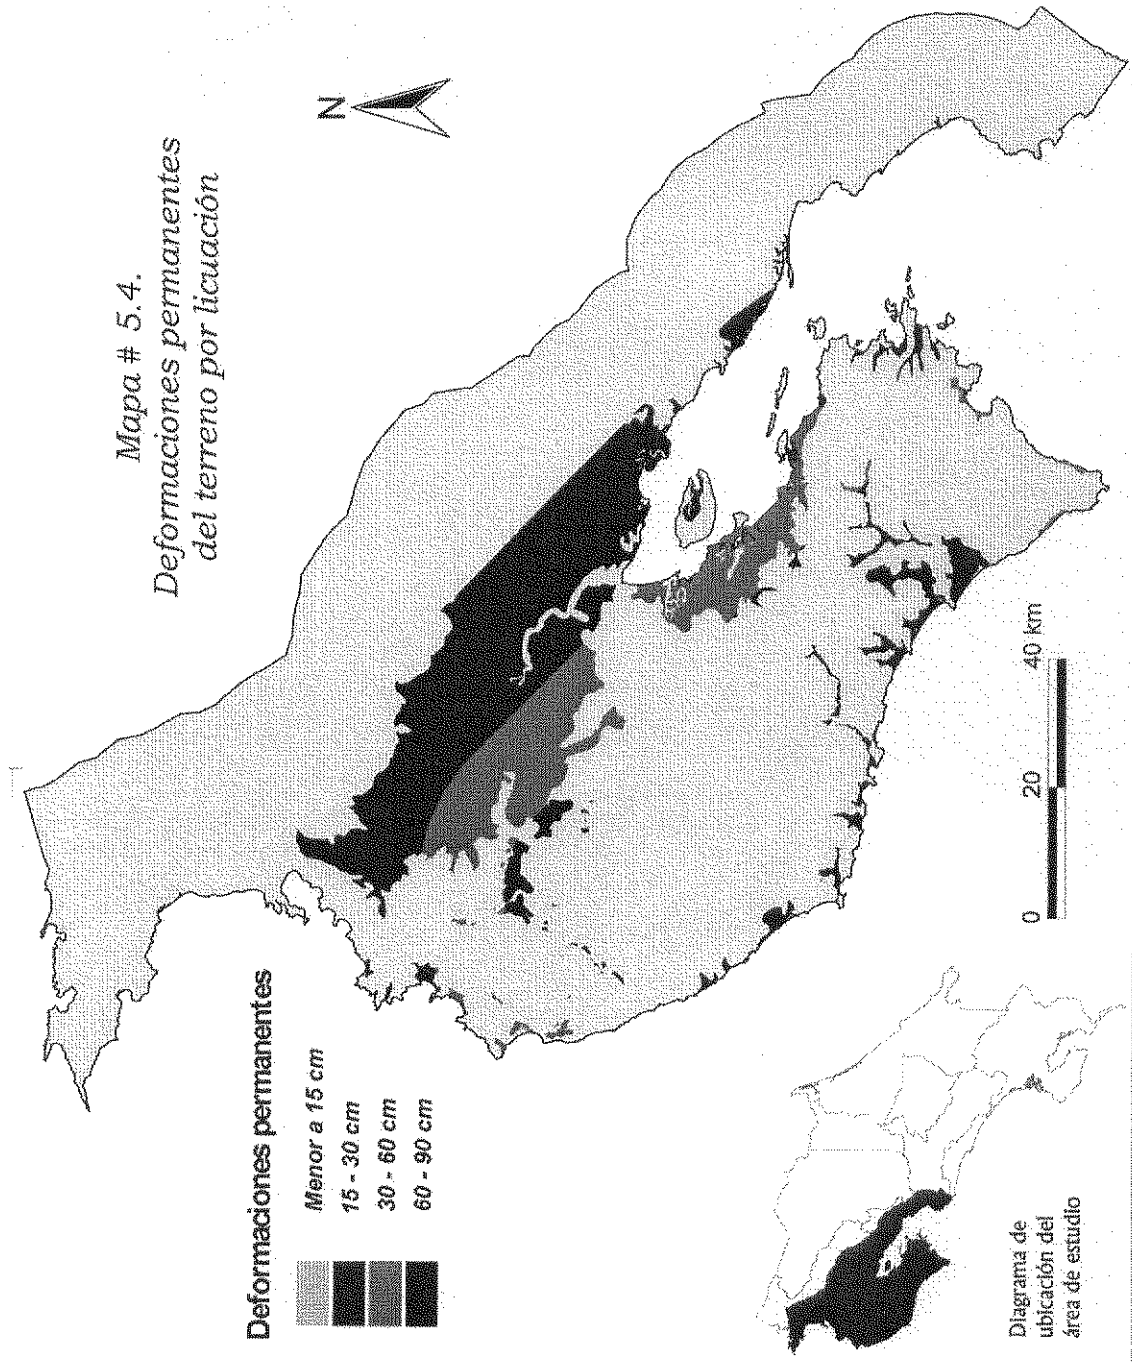 Mapa # 5.4.
Deformaciones permanentes
del terreno por licuación
N
Deformaciones permanentes
Menor a 15 cm
15 - 30 cm
30 - 60 cm
60 - 90 cm
0 20 40 km
Diagrama de
ubicación del
área de estudio